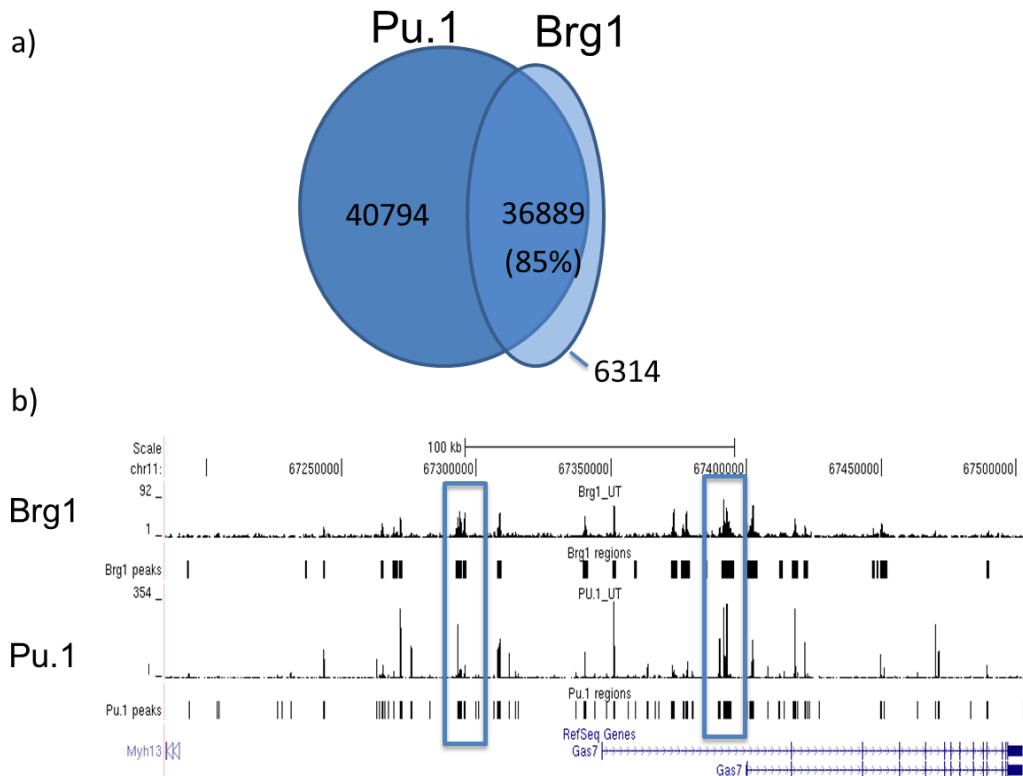 a)
Pu.1
Brg1
40794
36889
(85%)
6314
b)
Scale
100 kb
chr11:
67250000
67300000
67350000
67400000
67450000
67500000
Brg1
92
Brg1_UT
1
Brg1 peaks
Brg1 regions
354
PU.1_UT
Pu.1
1
Pu.1 peaks
Pu.1 regions
RefSeq Genes
Myh13
Gas7
Gas7